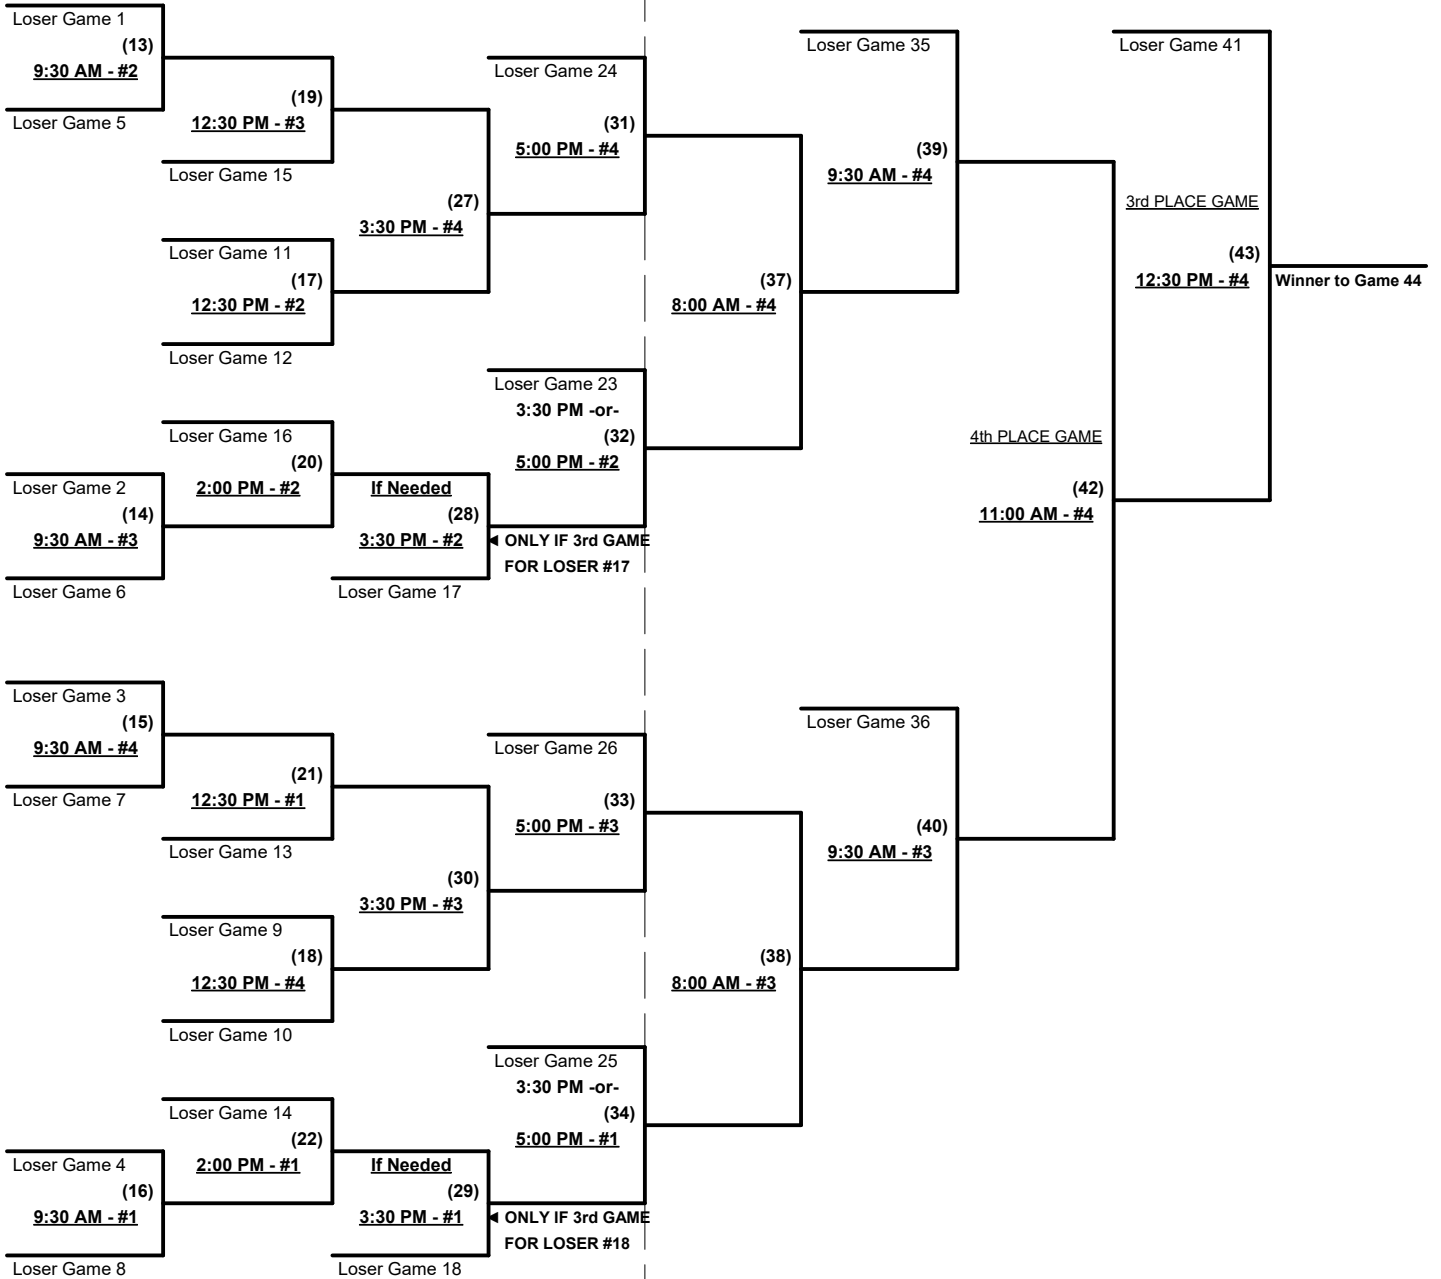 Loser Game 1
(13)
9:30 AM - #2
Loser Game 5
(19)
12:30 PM - #3
Loser Game 15
(27)
3:30 PM - #4
Loser Game 11
(17)
12:30 PM - #2
Loser Game 12
Loser Game 24
(31)
5:00 PM - #4
Loser Game 23
3:30 PM -or-
(32)
5:00 PM - #2
Loser Game 16
(20)
2:00 PM - #2
Loser Game 2
(14)
9:30 AM - #3
Loser Game 6
If Needed
(28)
3:30 PM - #2
Loser Game 17
◄ ONLY IF 3rd GAME
FOR LOSER #17
(37)
8:00 AM - #4
Loser Game 35
(39)
9:30 AM - #4
Loser Game 41
3rd PLACE GAME
(43)
12:30 PM - #4
Winner to Game 44
4th PLACE GAME
(42)
11:00 AM - #4
Loser Game 3
(15)
9:30 AM - #4
Loser Game 7
(21)
12:30 PM - #1
Loser Game 13
(30)
3:30 PM - #3
Loser Game 9
(18)
12:30 PM - #4
Loser Game 10
Loser Game 26
(33)
5:00 PM - #3
Loser Game 36
(40)
9:30 AM - #3
(38)
8:00 AM - #3
Loser Game 25
3:30 PM -or-
(34)
5:00 PM - #1
Loser Game 14
(22)
2:00 PM - #1
Loser Game 4
(16)
9:30 AM - #1
Loser Game 8
If Needed
(29)
3:30 PM - #1
Loser Game 18
◄ ONLY IF 3rd GAME
FOR LOSER #18